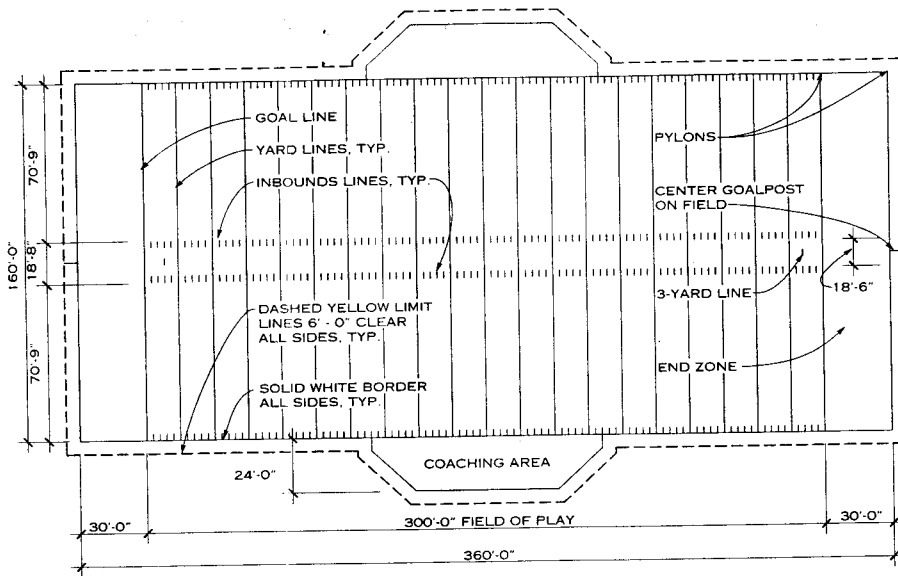 GOAL LINE
YARD LINES, TYP.
INBOUNDS LINES, TYP.
PYLONS
CENTER GOALPOST
ON FIELD
70'-9"
160'-0"
18'-8"
70'-9"
3-YARD LINE
18'-6"
DASHED YELLOW LIMIT
LINES 6' - 0" CLEAR
ALL SIDES, TYP.
END ZONE
SOLID WHITE BORDER
ALL SIDES, TYP.
COACHING AREA
24'-0"
30'-0"
300'-0" FIELD OF PLAY
30'-0"
360'-0"